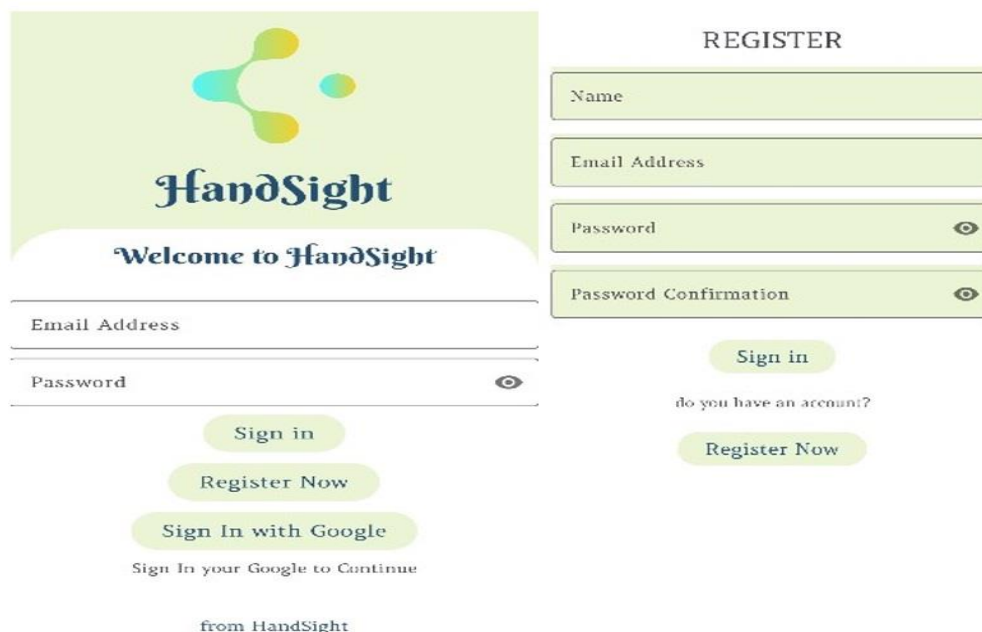 HandSight
Welcome to HandSight
Email Address
Password
Sign in
Register Now
Sign In with Google
Sign In your Google to Continue
from HandSight
REGISTER
Name
Email Address
Password
Password Confirmation
Sign in
do you have an account?
Register Now